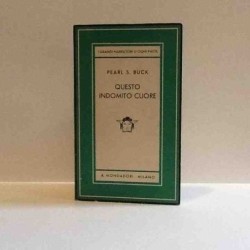 PEARL S. BUCK
QUESTO
INDOMITO CUORE
A. MONDADORI · MILANO